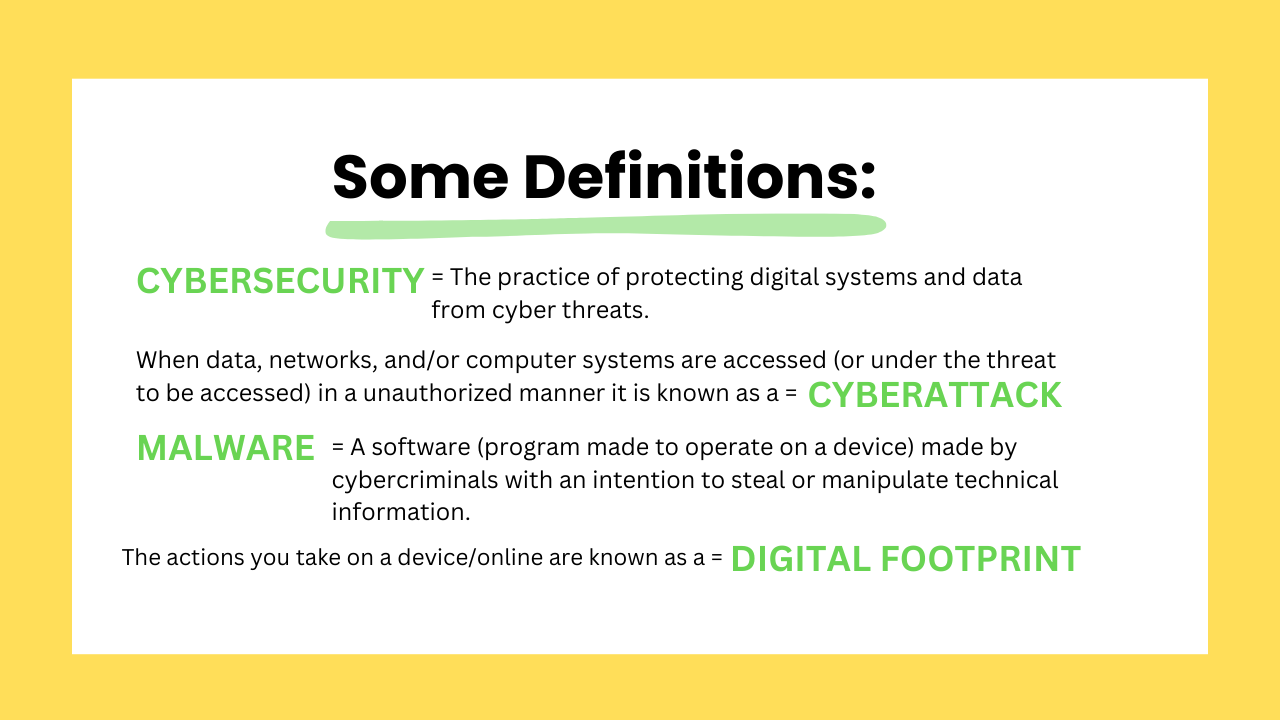 Some Definitions:
CYBERSECURITY = The practice of protecting digital systems and data
from cyber threats.
When data, networks, and/or computer systems are accessed (or under the threat
to be accessed) in a unauthorized manner it is known as a = CYBERATTACK
MALWARE = A software (program made to operate on a device) made by
cybercriminals with an intention to steal or manipulate technical
information.
The actions you take on a device/online are known as a = DIGITAL FOOTPRINT